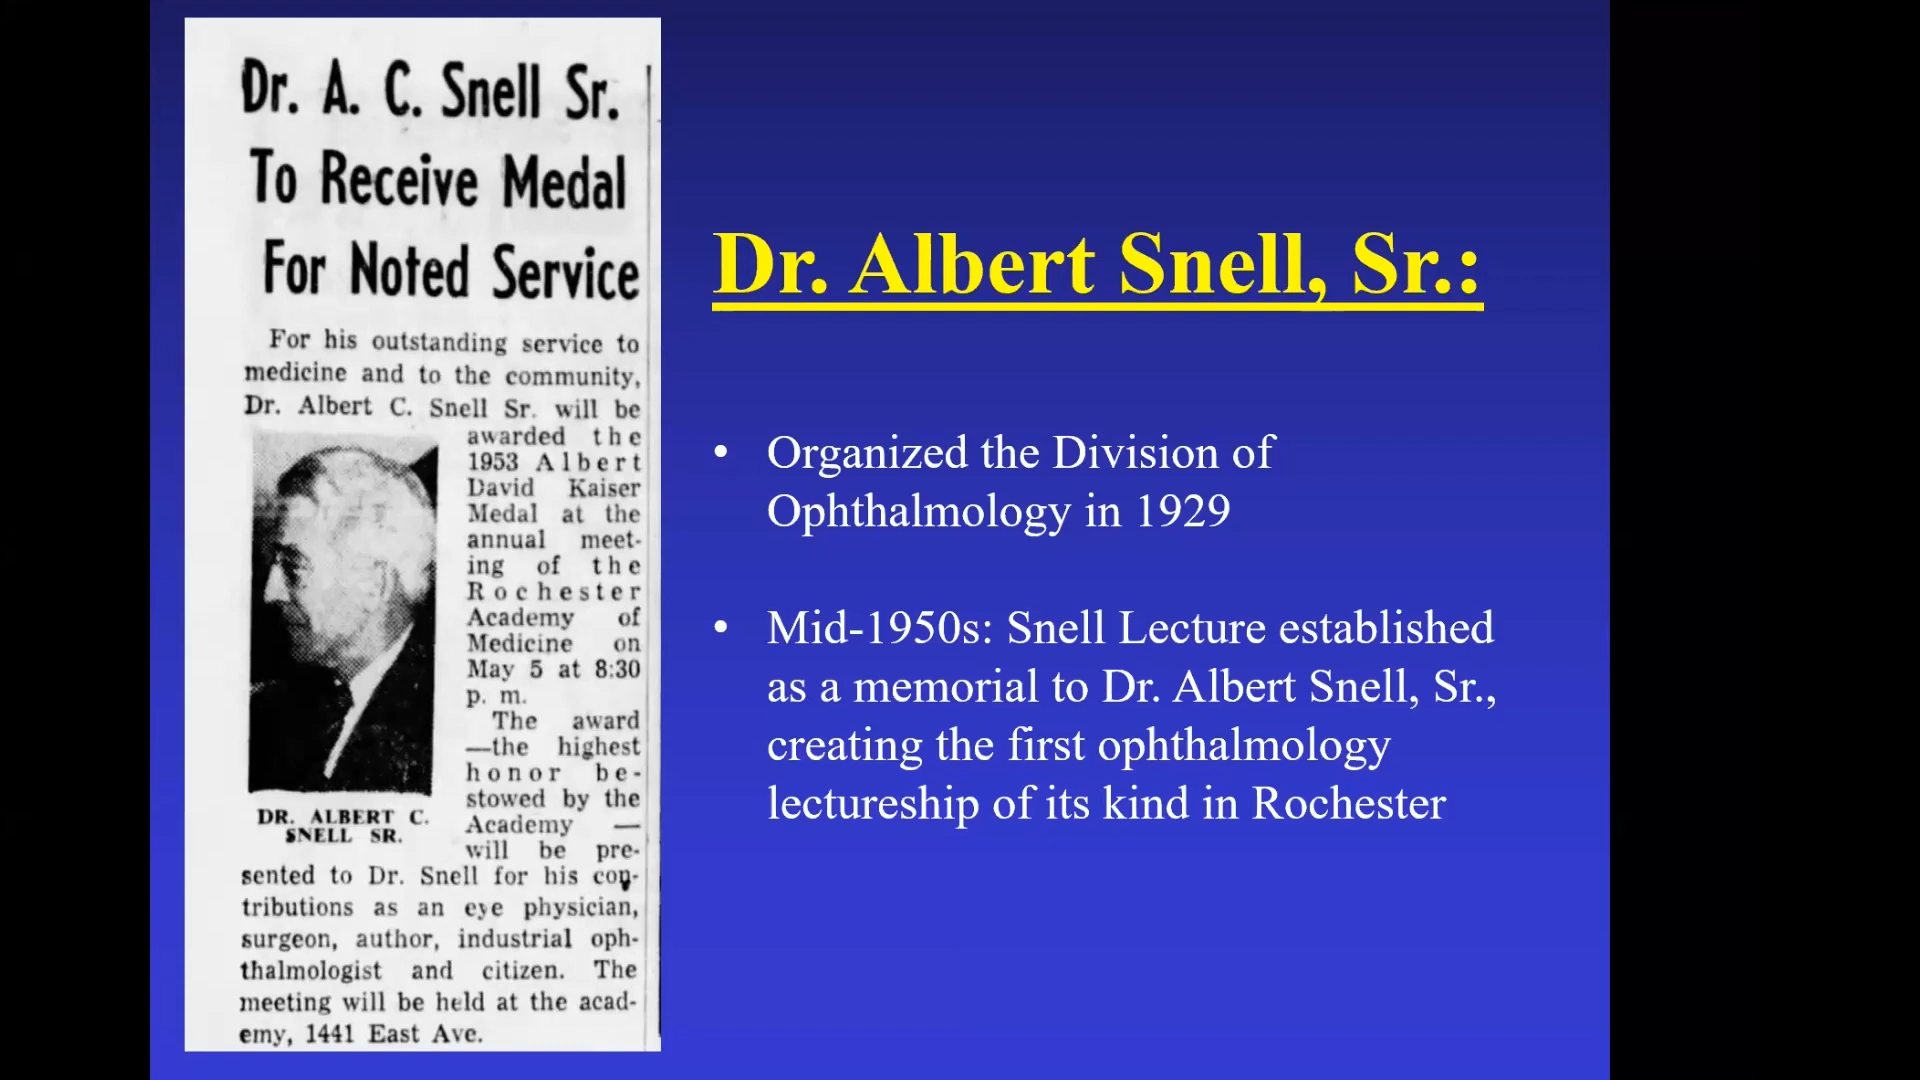 Dr. A. C. Snell Sr.
To Receive Medal
For Noted Service
For his outstanding service to
medicine and to the community,
Dr. Albert C. Snell Sr. will be
awarded the
1953 Albert
David Kaiser
Medal at the
annual meet-
ing of the
Rochester
Academy of
Medicine on
May 5 at 8:30
p. m.
The award
—the highest
honor be-
stowed by the
Academy —
will be pre-
DR. ALBERT C.
SNELL SR.
sented to Dr. Snell for his con-
tributions as an eye physician,
surgeon, author, industrial oph-
thalmologist and citizen. The
meeting will be held at the acad-
emy, 1441 East Ave.
Dr. Albert Snell, Sr.:
• Organized the Division of
Ophthalmology in 1929
• Mid-1950s: Snell Lecture established
as a memorial to Dr. Albert Snell, Sr.,
creating the first ophthalmology
lectureship of its kind in Rochester